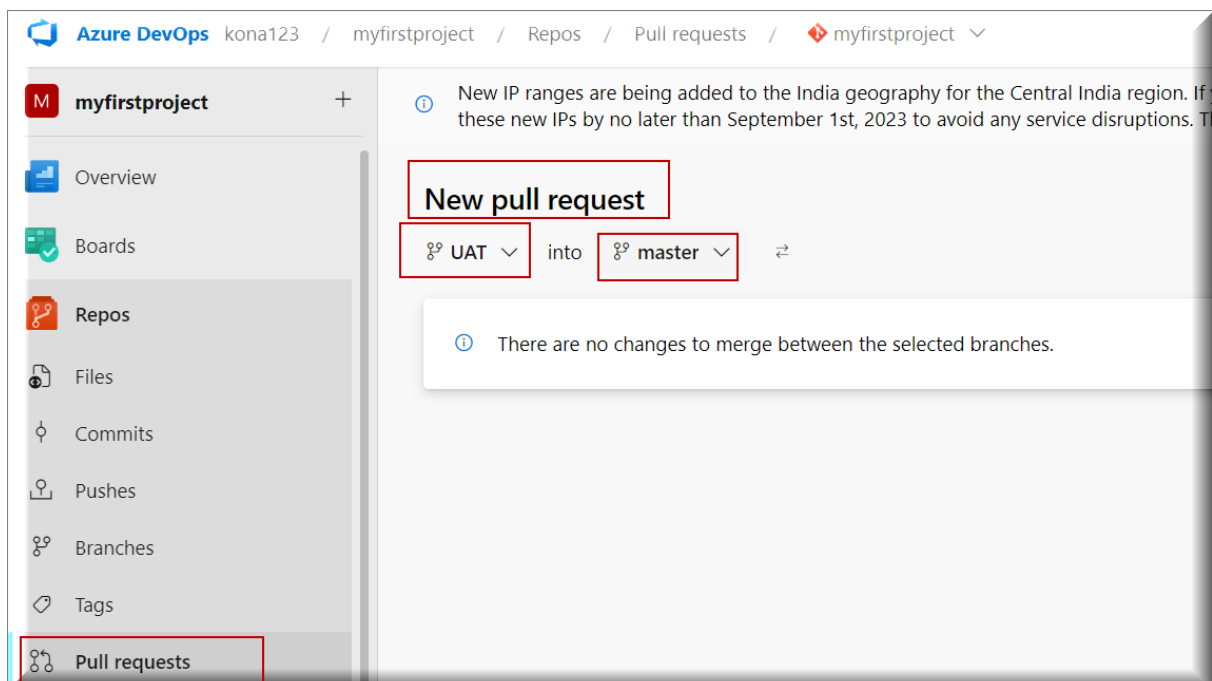 Azure DevOps kona123 / myfirstproject / Repos / Pull requests / myfirstproject
M myfirstproject +
New IP ranges are being added to the India geography for the Central India region. If
these new IPs by no later than September 1st, 2023 to avoid any service disruptions.
Overview
New pull request
Boards
UAT into master
Repos
There are no changes to merge between the selected branches.
Files
Commits
Pushes
Branches
Tags
Pull requests